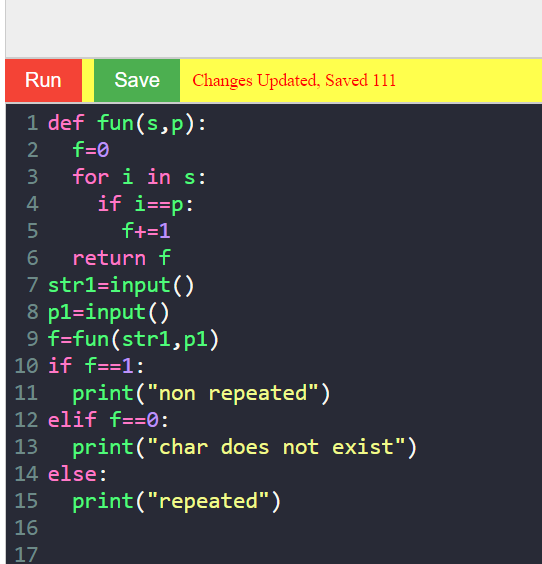 Run Save Changes Updated, Saved 111
1 def fun(s,p):
2   f=0
3   for i in s:
4     if i==p:
5       f+=1
6   return f
7 str1=input()
8 p1=input()
9 f=fun(str1,p1)
10 if f==1:
11   print("non repeated")
12 elif f==0:
13   print("char does not exist")
14 else:
15   print("repeated")
16
17